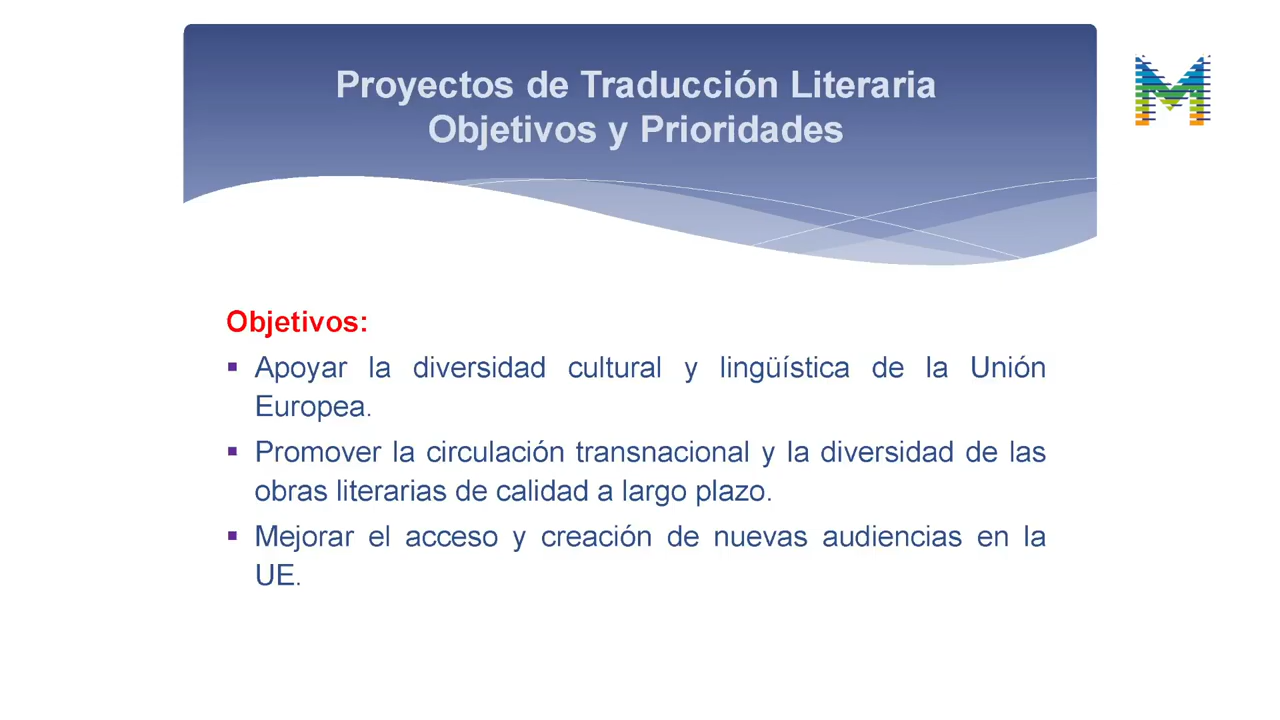 Proyectos de Traducción Literaria
Objetivos y Prioridades
Objetivos:
Apoyar la diversidad cultural y lingüística de la Unión
Europea.
Promover la circulación transnacional y la diversidad de las
obras literarias de calidad a largo plazo.
Mejorar el acceso y creación de nuevas audiencias en la
UE.